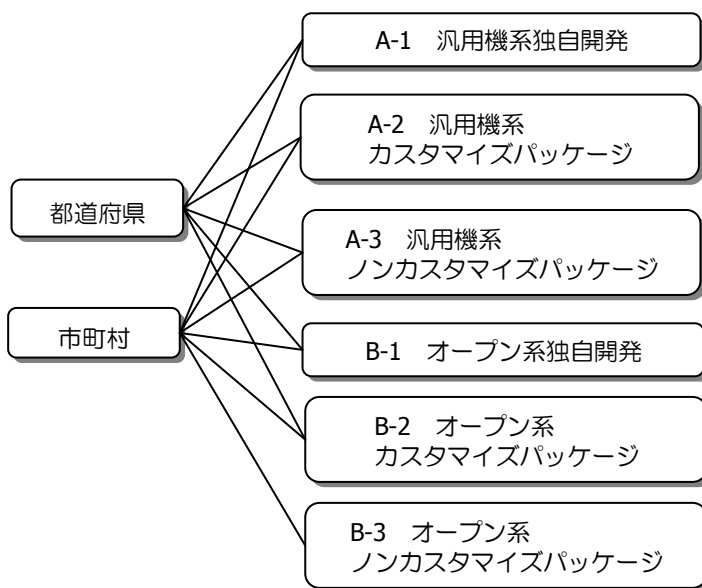 都道府県
市町村
A-1 汎用機系独自開発
A-2 汎用機系
カスタマイズパッケージ
A-3 汎用機系
ノンカスタマイズパッケージ
B-1 オープン系独自開発
B-2 オープン系
カスタマイズパッケージ
B-3 オープン系
ノンカスタマイズパッケージ